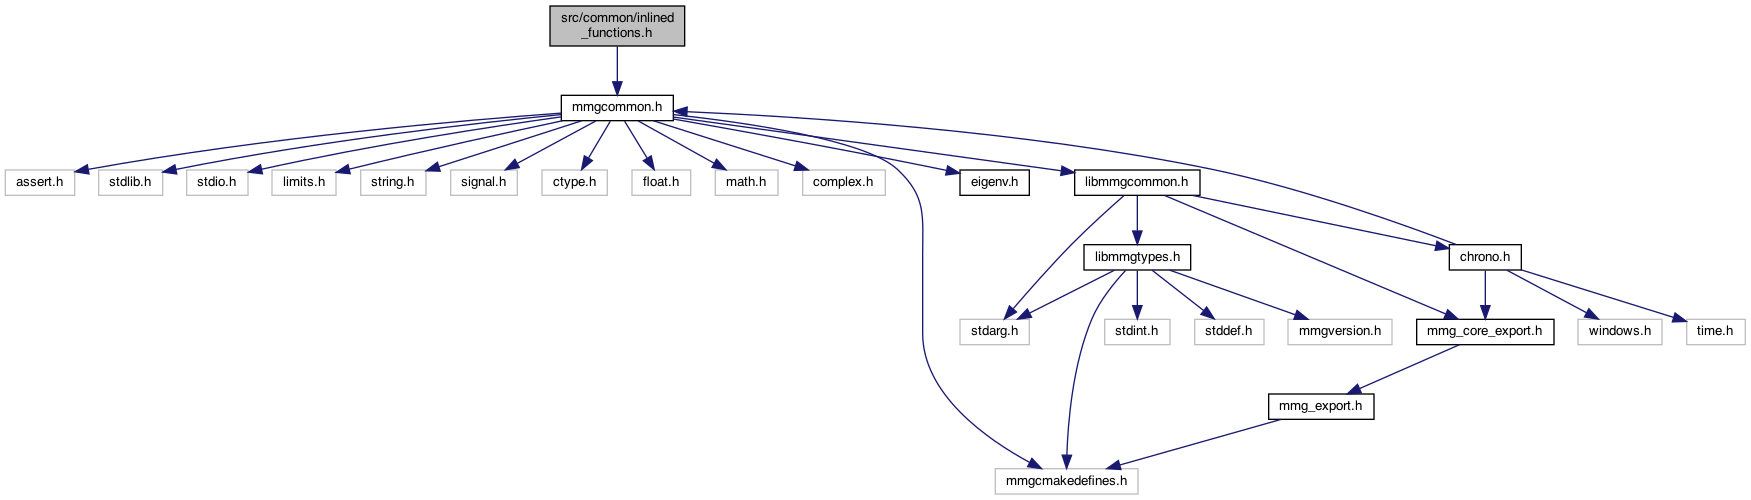 src/common/inlined
_functions.h
mmgcommon.h
assert.h
stdlib.h
stdio.h
limits.h
string.h
signal.h
ctype.h
float.h
math.h
complex.h
eigenv.h
libmmgcommon.h
libmmgtypes.h
chrono.h
stdarg.h
stdint.h
stddef.h
mmgversion.h
mmg_core_export.h
windows.h
time.h
mmg_export.h
mmgcmakedefines.h